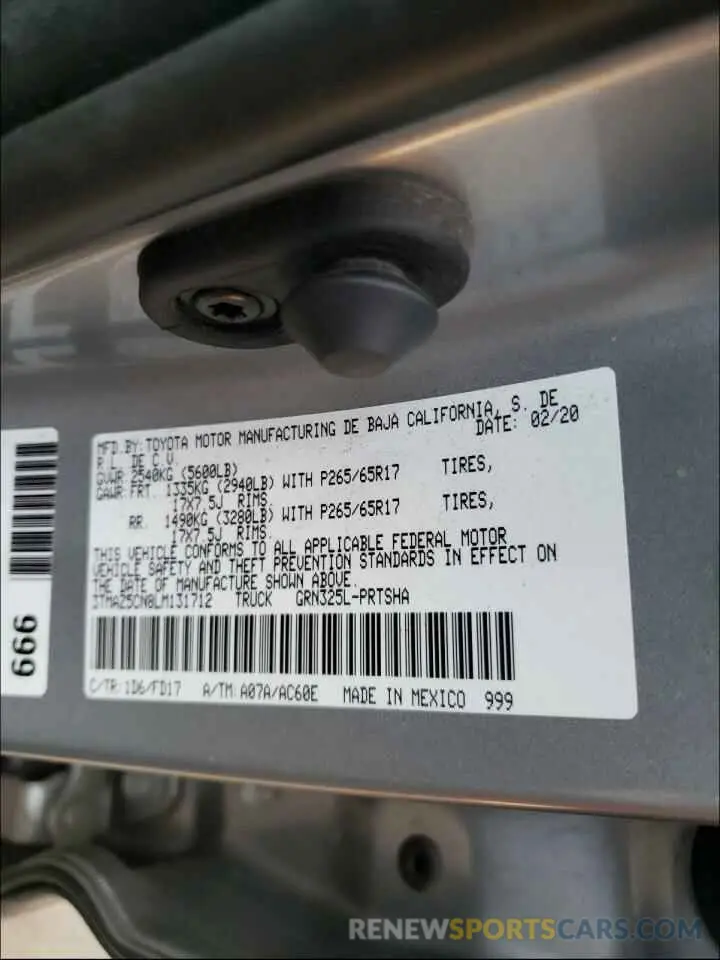 MFD.BY:TOYOTA MOTOR MANUFACTURING DE BAJA CALIFORNIA, S. DE
R.L. DE C.V. DATE: 02/20
GVWR 2540KG (5600LB)
GAWR:FRT. 1335KG (2940LB) WITH P265/65R17 TIRES,
17X7.5J RIMS.
RR. 1490KG (3280LB) WITH P265/65R17 TIRES,
17X7.5J RIMS.
THIS VEHICLE CONFORMS TO ALL APPLICABLE FEDERAL MOTOR
VEHICLE SAFETY AND THEFT PREVENTION STANDARDS IN EFFECT ON
THE DATE OF MANUFACTURE SHOWN ABOVE.
3TMAZ5CN8LM131712 TRUCK GRN325L-PRTSHA
C/TR:1D6/FD17 A/TM:A07A/AC60E MADE IN MEXICO 999
999
RENEWSPORTSCARS.COM